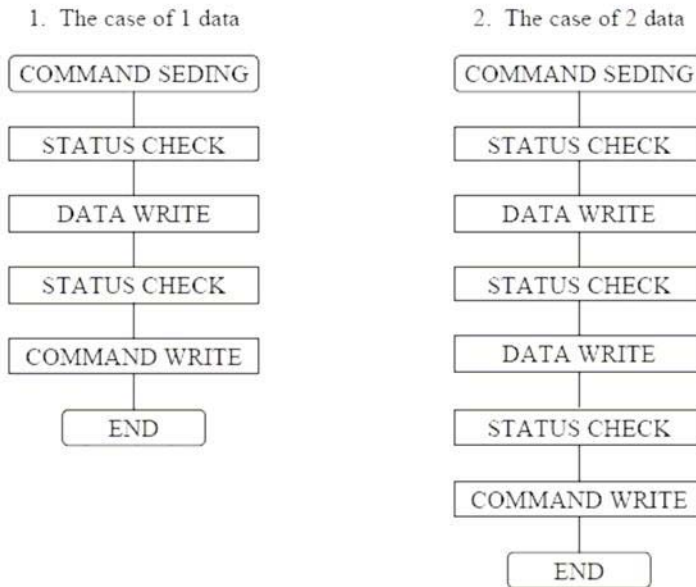 1. The case of 1 data
COMMAND SEDING
STATUS CHECK
DATA WRITE
STATUS CHECK
COMMAND WRITE
END
2. The case of 2 data
COMMAND SEDING
STATUS CHECK
DATA WRITE
STATUS CHECK
DATA WRITE
STATUS CHECK
COMMAND WRITE
END